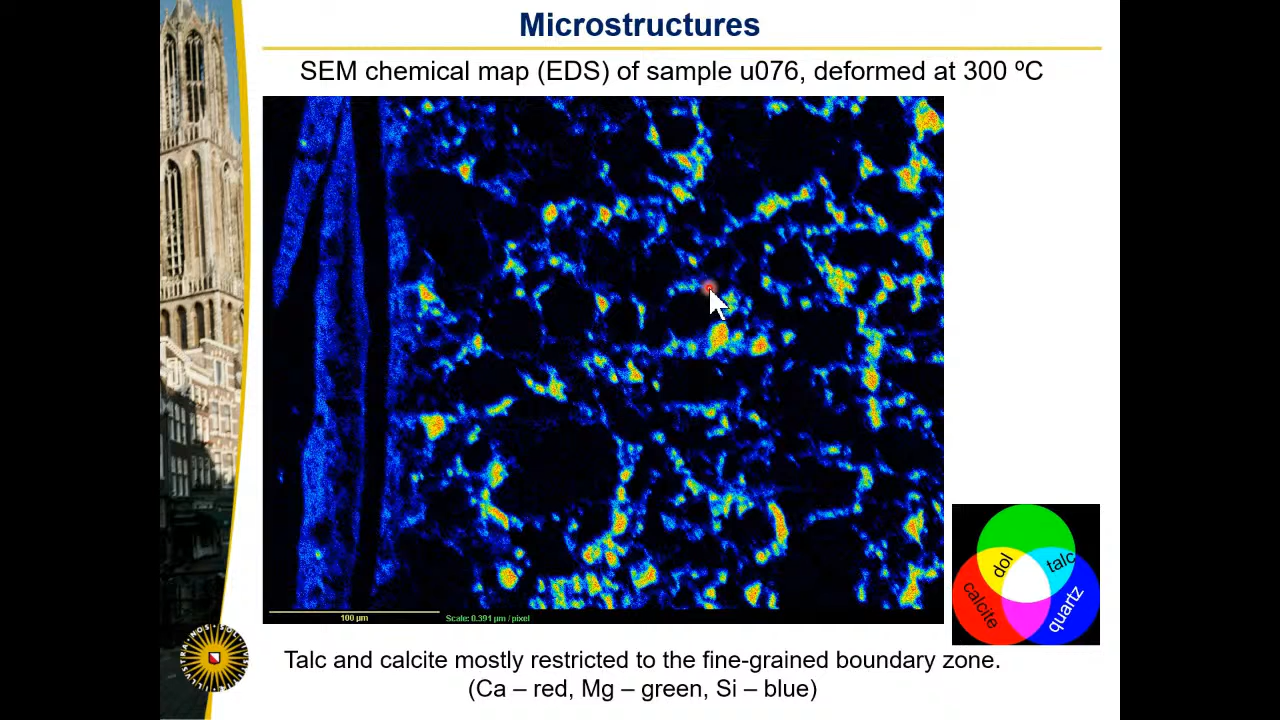 Microstructures
SEM chemical map (EDS) of sample u076, deformed at 300 ºC
100 µm
Scale: 0.391 µm / pixel
dol
talc
calcite
quartz
Talc and calcite mostly restricted to the fine-grained boundary zone.
(Ca – red, Mg – green, Si – blue)